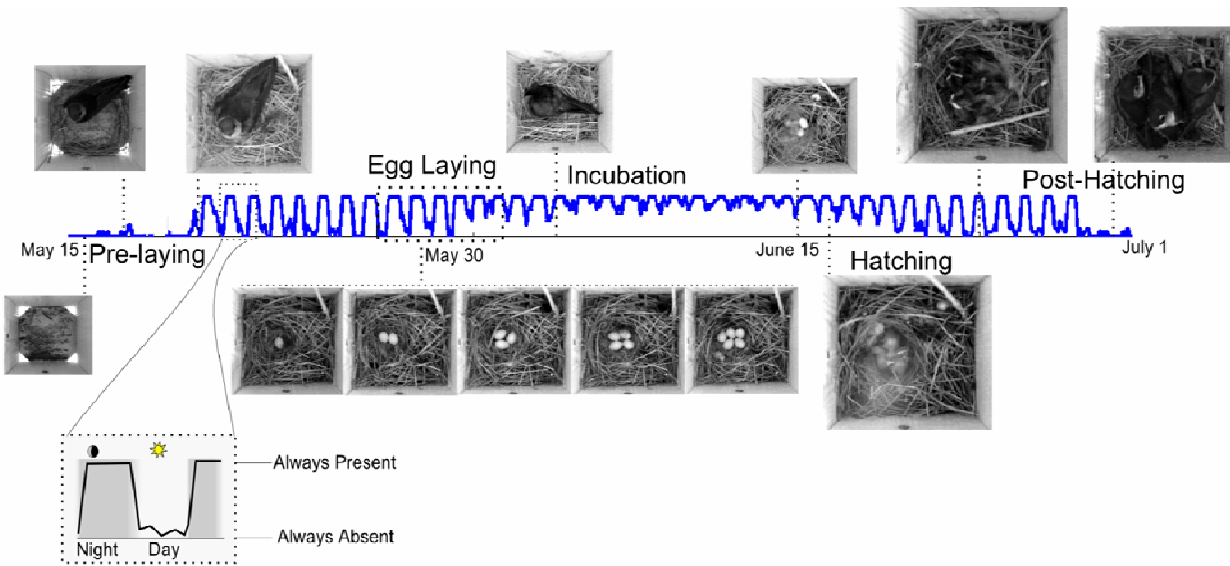 Egg Laying
Incubation
Post-Hatching
May 15
Pre-laying
May 30
June 15
Hatching
July 1
Always Present
Always Absent
Night
Day